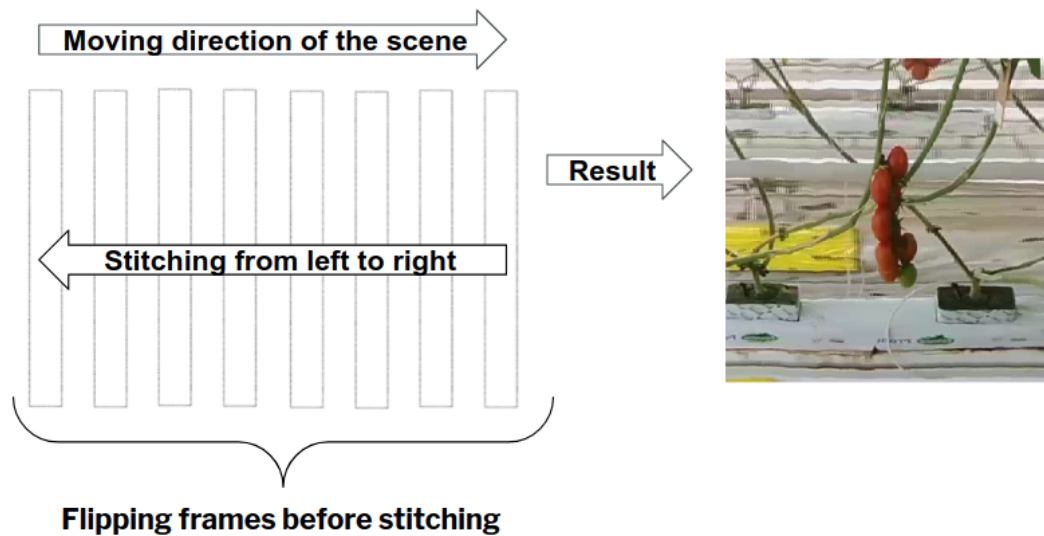 Moving direction of the scene
Result
Stitching from left to right
Flipping frames before stitching